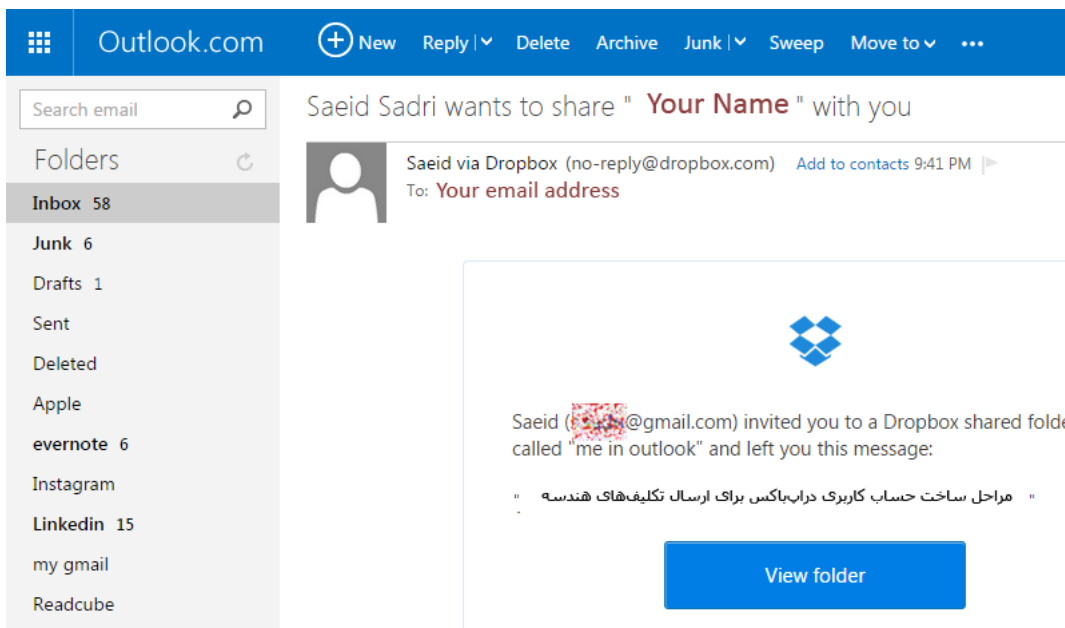 Outlook.com
New Reply Delete Archive Junk Sweep Move to •••
Search email
Folders
Inbox 58
Junk 6
Drafts 1
Sent
Deleted
Apple
evernote 6
Instagram
Linkedin 15
my gmail
Readcube
Saeid Sadri wants to share " Your Name " with you
Saeid via Dropbox (no-reply@dropbox.com) Add to contacts 9:41 PM
To: Your email address
Saeid (@gmail.com) invited you to a Dropbox shared folde
called "me in outlook" and left you this message:
" مراحل ساخت حساب کاربری دراپ‌باکس برای ارسال تکلیف‌های هندسه "
View folder